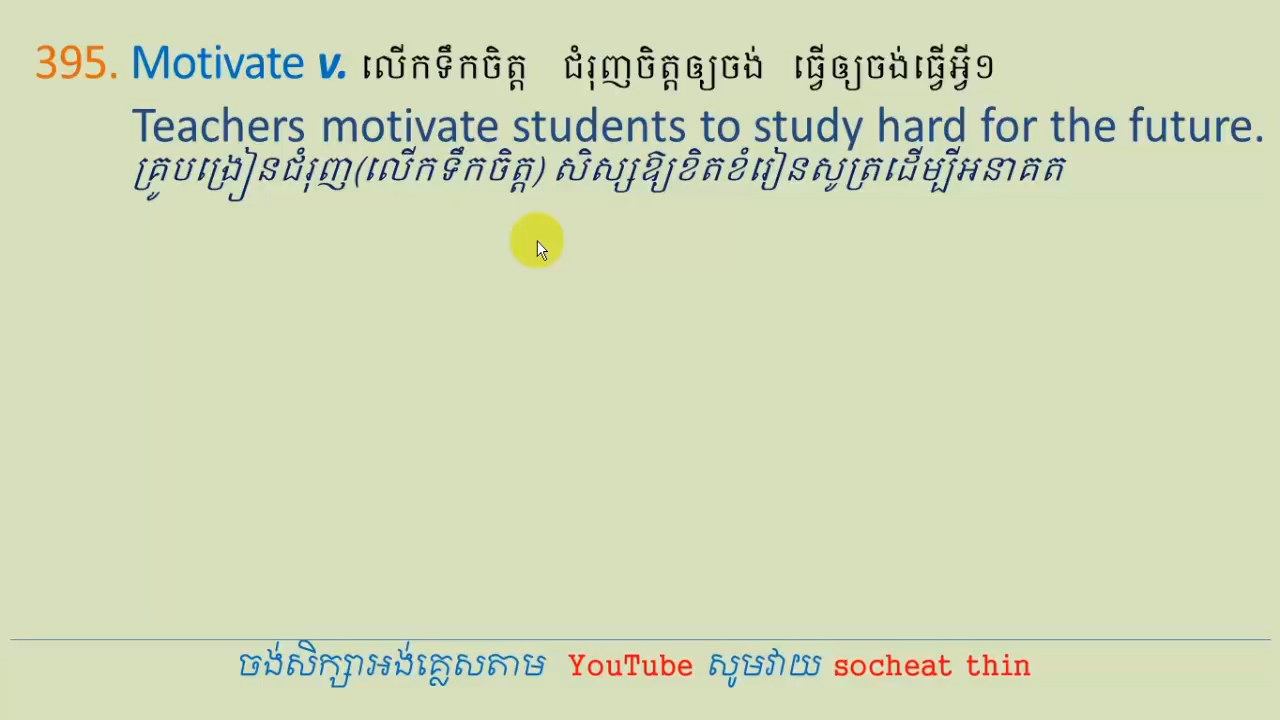 395. Motivate v. លើកទឹកចិត្ត ជំរុញចិត្តឲ្យចង់ ធ្វើឲ្យចង់ធ្វើអ្វី១
Teachers motivate students to study hard for the future.
គ្រូបង្រៀនជំរុញ(លើកទឹកចិត្ត) សិស្សឱ្យខិតខំរៀនសូត្រដើម្បីអនាគត
ចង់សិក្សាអង់គ្លេសតាម YouTube សូមវាយ socheat thin